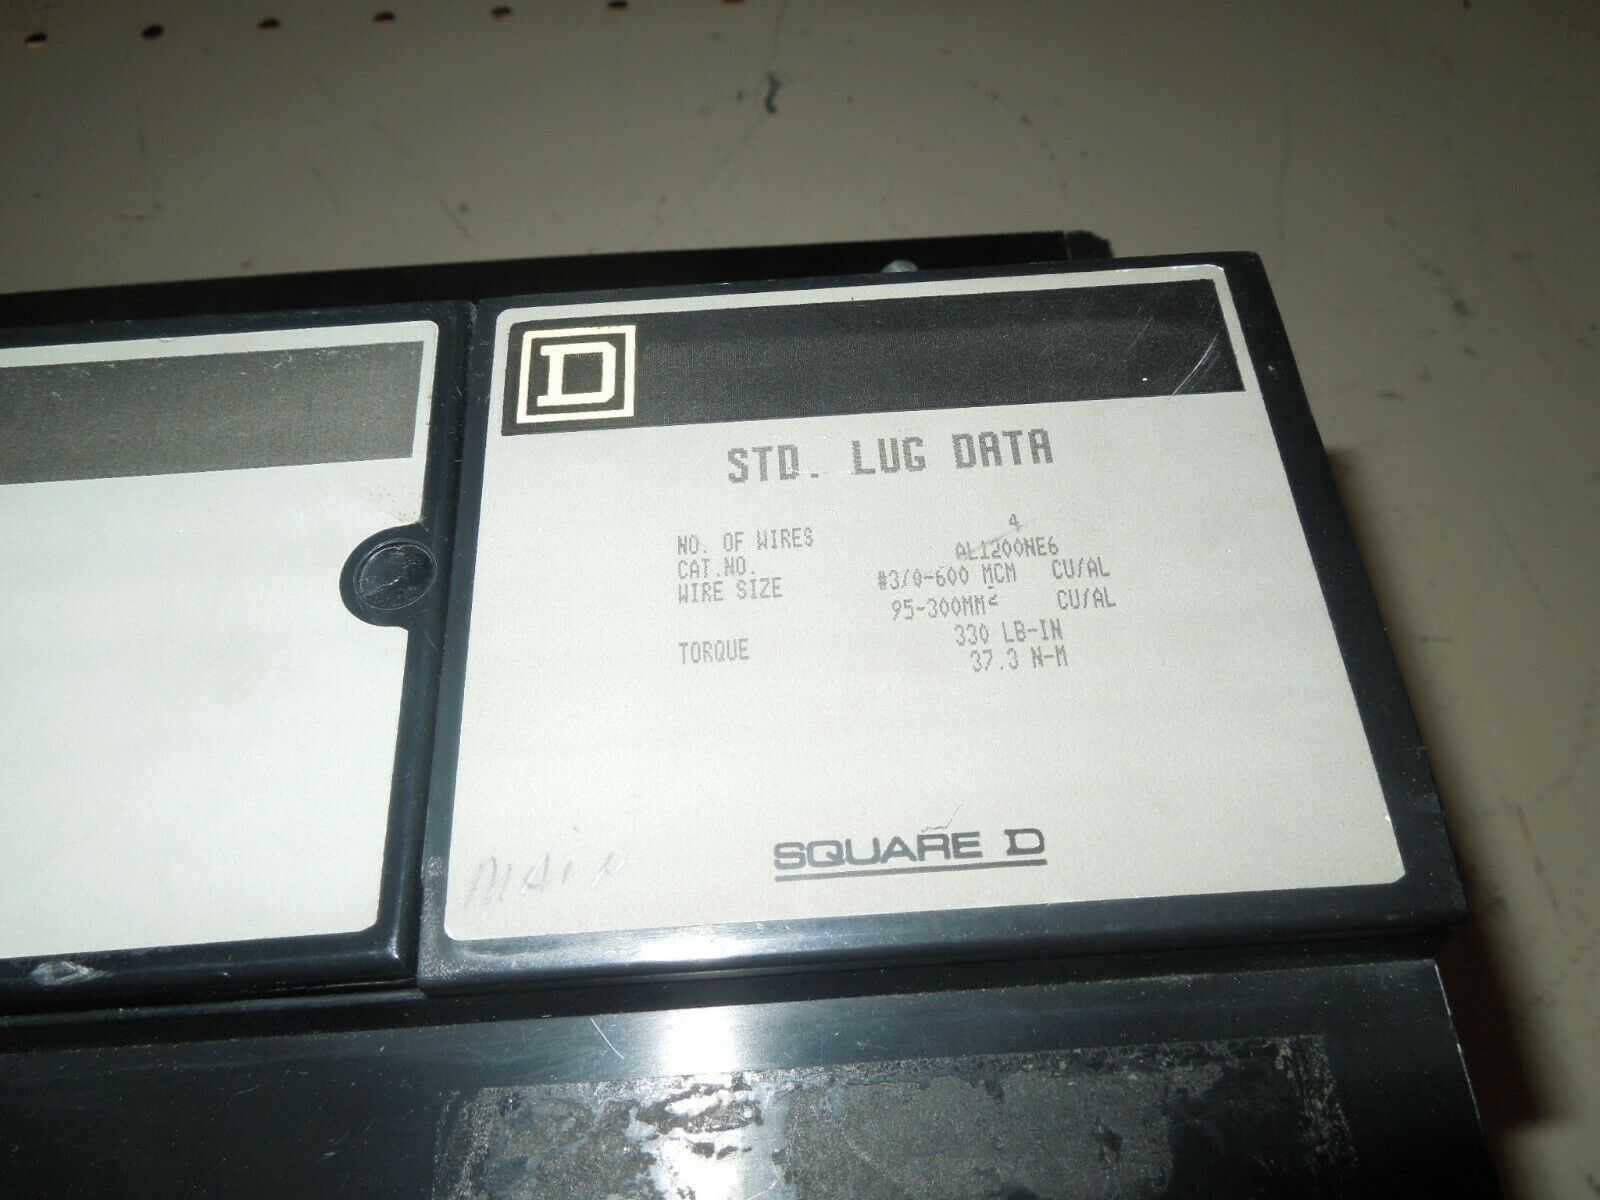 D
STD. LUG DATA
NO. OF WIRES 4
CAT.NO. AL1200NE6
WIRE SIZE #3/0-600 MCM CU/AL
95-300MM² CU/AL
TORQUE 330 LB-IN
37.3 N-M
SQUARE D
MAIN